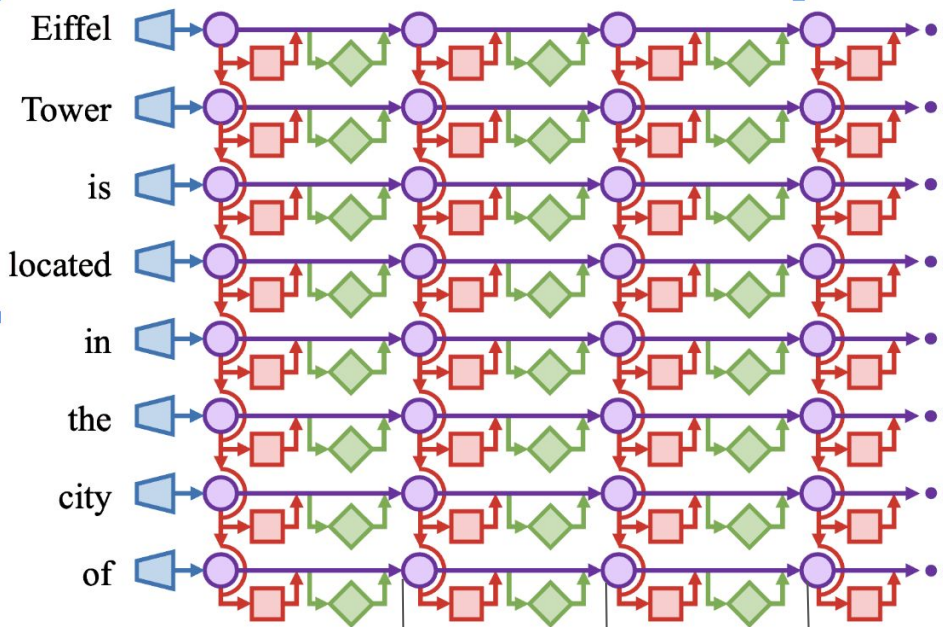 Eiffel
Tower
is
located
in
the
city
of